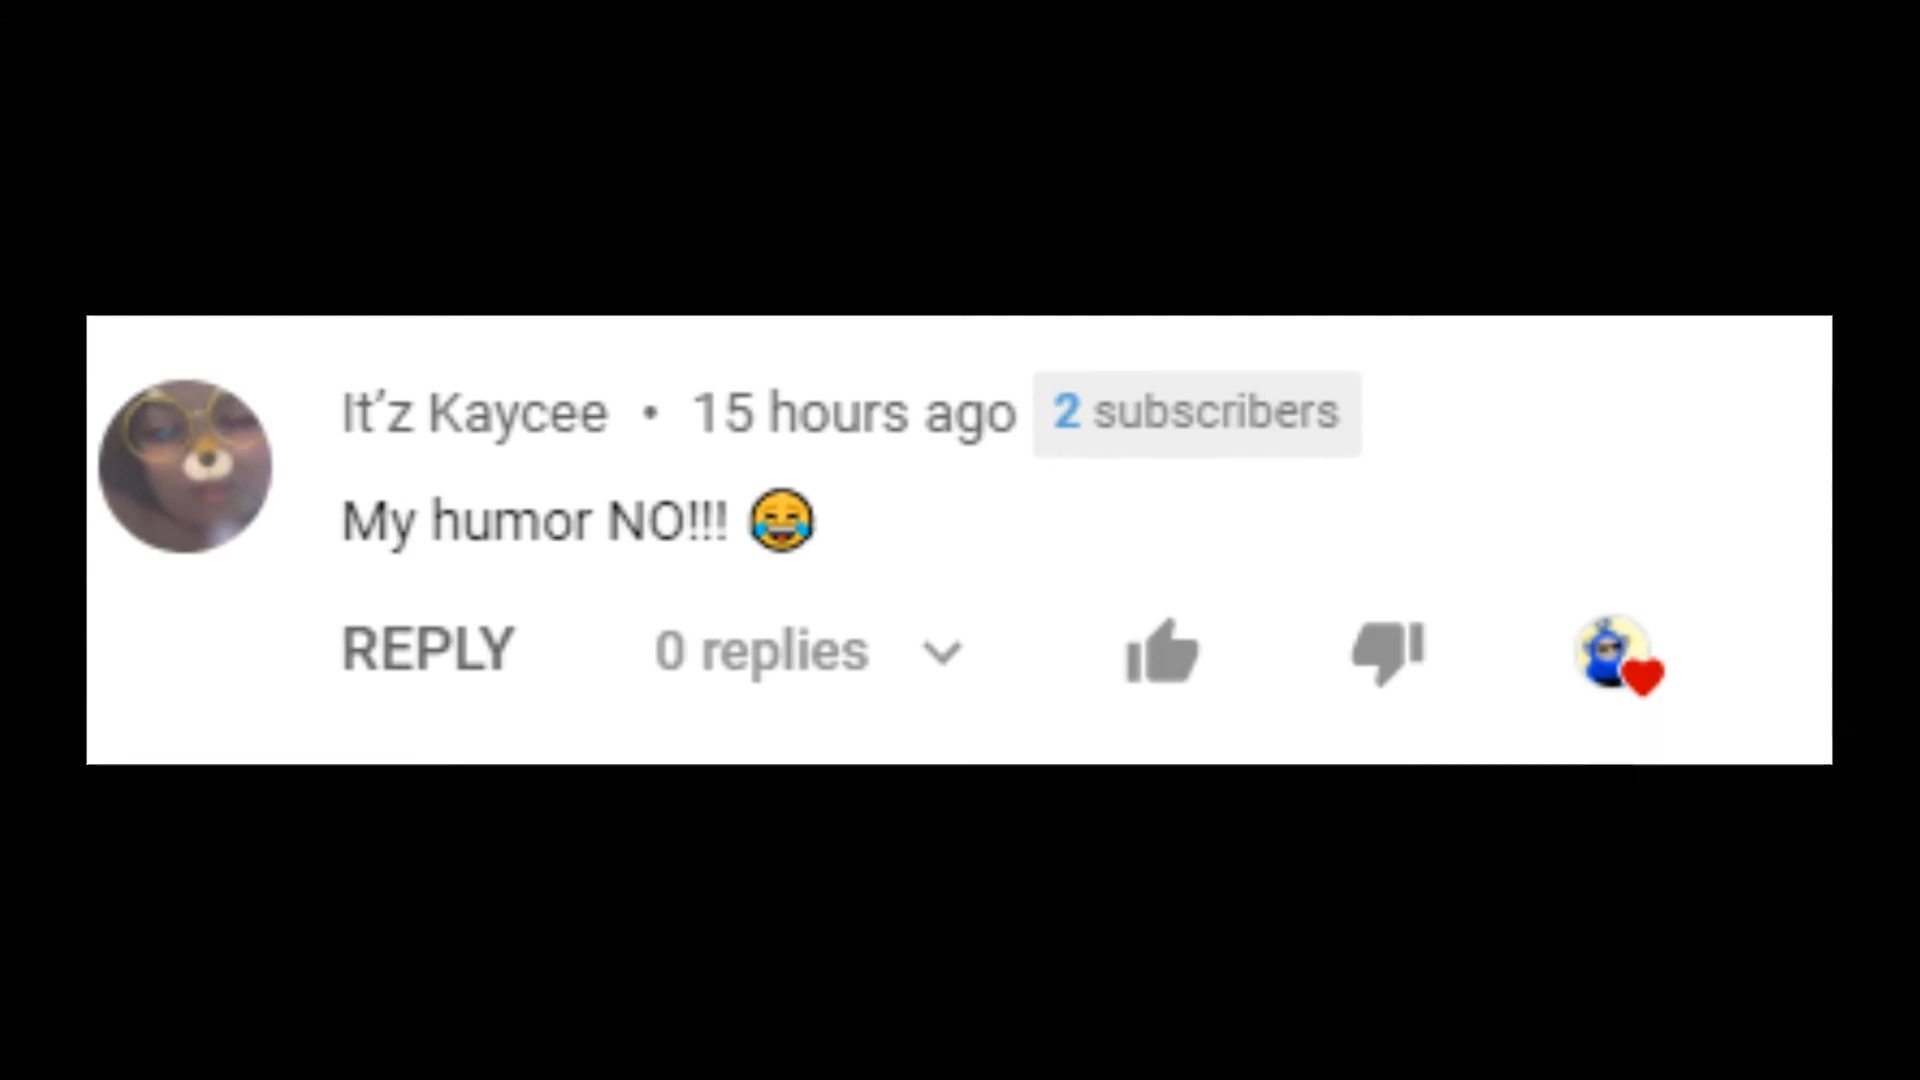 It'z Kaycee • 15 hours ago 2 subscribers
My humor NO!!! 😂
REPLY 0 replies